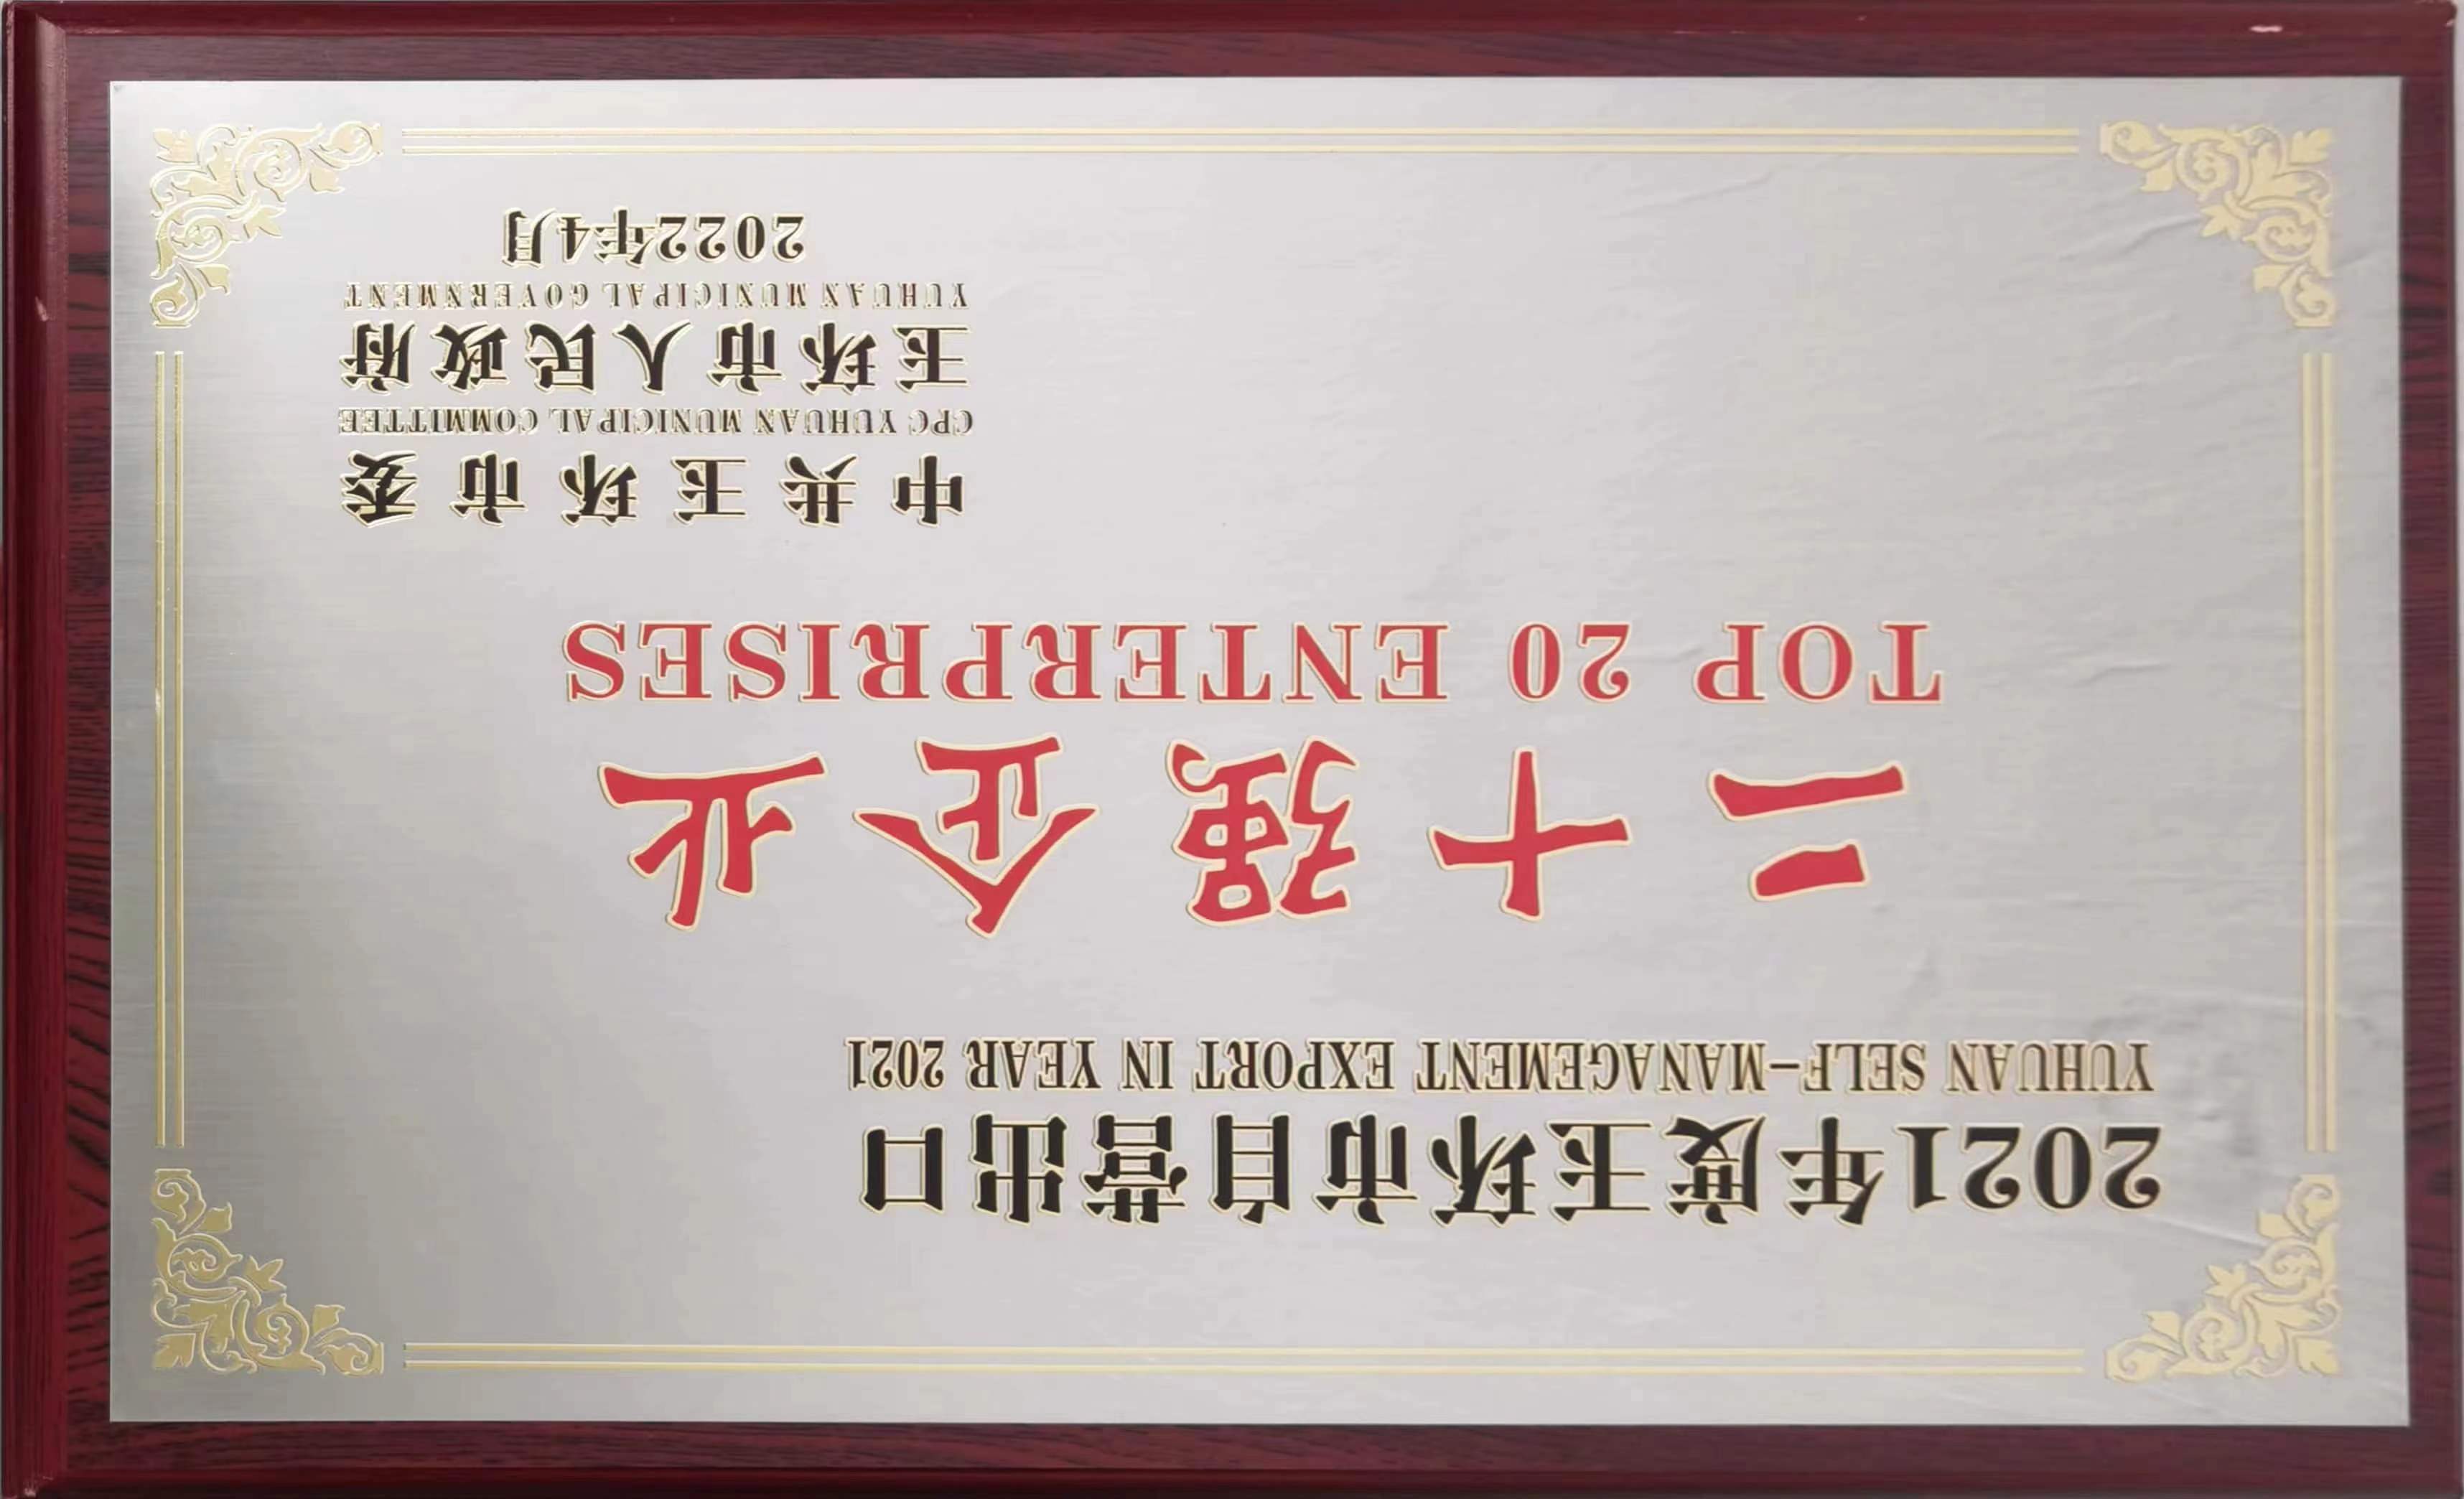 2021年度玉环市自营出口
YUHUAN SELF-MANAGEMENT EXPORT IN YEAR 2021
二十强企业
TOP 20 ENTERPRISES
中共玉环市委
CPC YUHUAN MUNICIPAL COMMITTEE
玉环市人民政府
YUHUAN MUNICIPAL GOVERNMENT
2022年4月